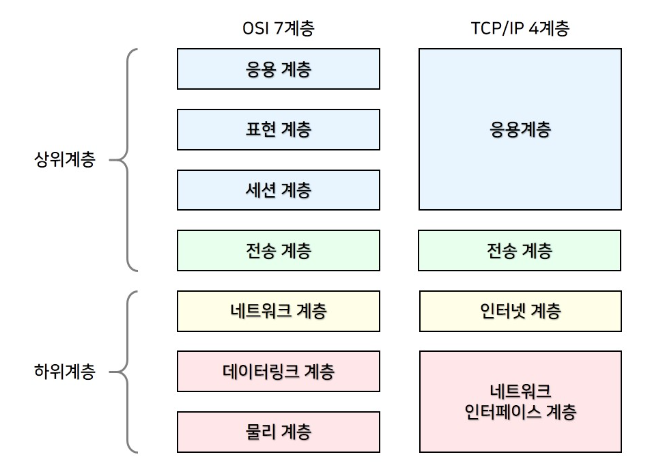 OSI 7계층
TCP/IP 4계층
상위계층
응용 계층
표현 계층
세션 계층
전송 계층
응용계층
전송 계층
하위계층
네트워크 계층
데이터링크 계층
물리 계층
인터넷 계층
네트워크
인터페이스 계층